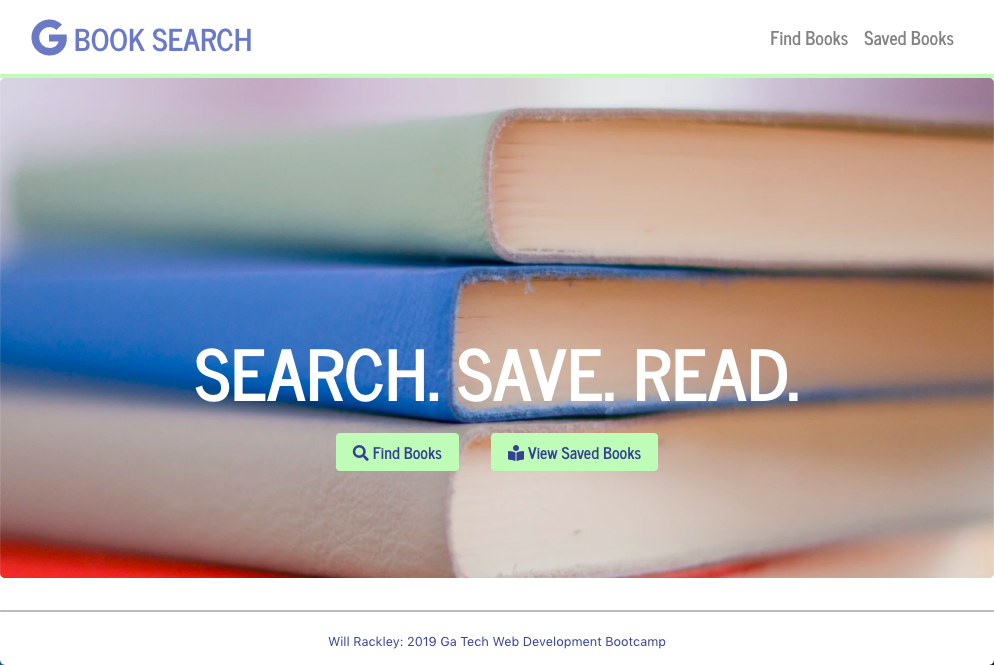 G BOOK SEARCH
Find Books
Saved Books
SEARCH. SAVE. READ.
Find Books
View Saved Books
Will Rackley: 2019 Ga Tech Web Development Bootcamp